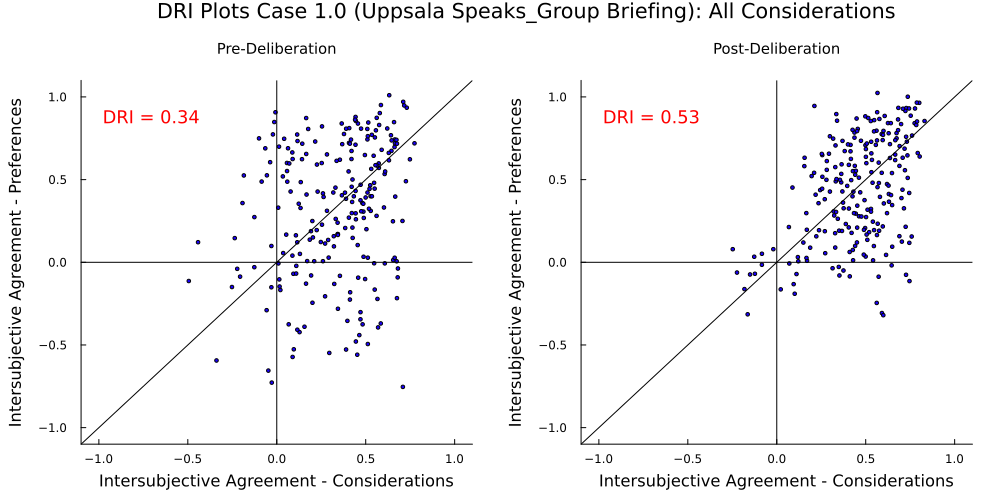 DRI Plots Case 1.0 (Uppsala Speaks_Group Briefing): All Considerations
Pre-Deliberation
DRI = 0.34
Intersubjective Agreement - Preferences
1.0
0.5
0.0
−0.5
−1.0
−1.0 −0.5 0.0 0.5 1.0
Intersubjective Agreement - Considerations
Post-Deliberation
DRI = 0.53
Intersubjective Agreement - Preferences
1.0
0.5
0.0
−0.5
−1.0
−1.0 −0.5 0.0 0.5 1.0
Intersubjective Agreement - Considerations